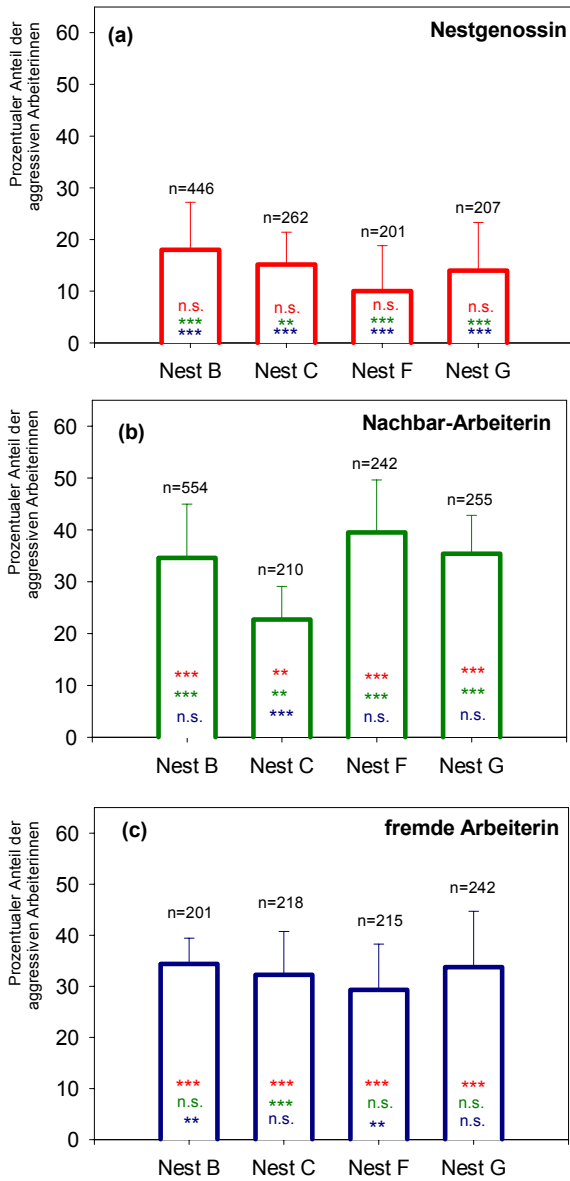 Prozentualer Anteil der
aggressiven Arbeiterinnen
60
50
40
30
20
10
0
(a)
Nestgenossin
n=446
n=262
n=201
n=207
n.s.
n.s.
n.s.
n.s.
***
**
***
***
***
***
***
***
Nest B
Nest C
Nest F
Nest G
Prozentualer Anteil der
aggressiven Arbeiterinnen
60
50
40
30
20
10
0
(b)
Nachbar-Arbeiterin
n=554
n=210
n=242
n=255
***
**
***
***
***
**
***
***
n.s.
***
n.s.
n.s.
Nest B
Nest C
Nest F
Nest G
Prozentualer Anteil der
aggressiven Arbeiterinnen
60
50
40
30
20
10
0
(c)
fremde Arbeiterin
n=201
n=218
n=215
n=242
***
***
***
***
n.s.
***
n.s.
n.s.
**
n.s.
**
n.s.
Nest B
Nest C
Nest F
Nest G